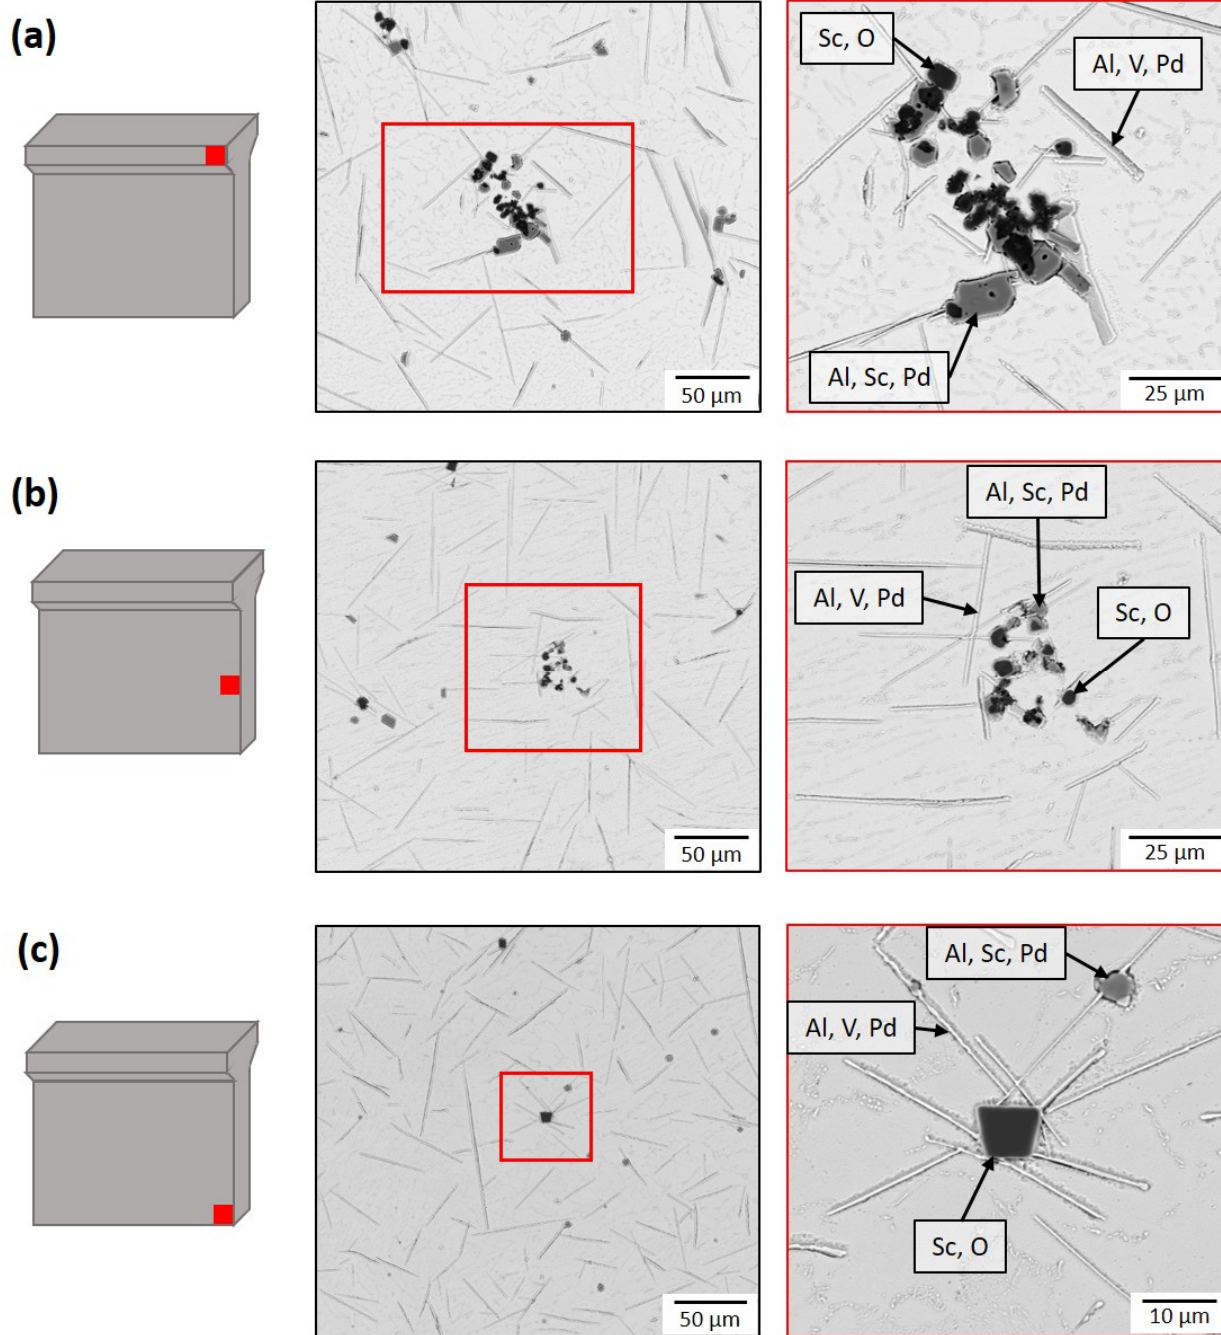 (a)
Sc, O
Al, V, Pd
Al, Sc, Pd
50 µm
25 µm
(b)
Al, Sc, Pd
Al, V, Pd
Sc, O
50 µm
25 µm
(c)
Al, Sc, Pd
Al, V, Pd
Sc, O
50 µm
10 µm